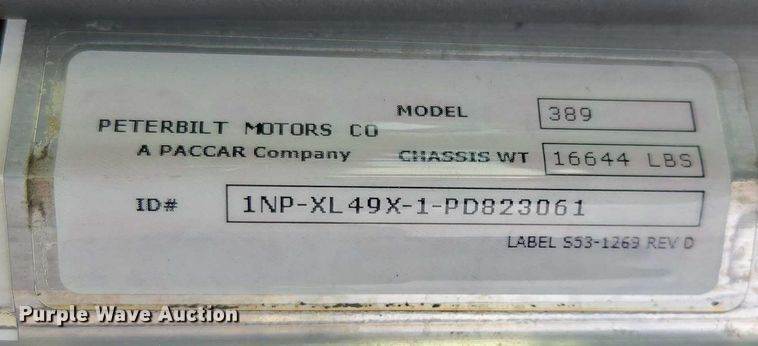 MODEL 389
PETERBILT MOTORS CO
A PACCAR Company CHASSIS WT 16644 LBS
ID# 1NP-XL49X-1-PD823061
LABEL S53-1269 REV D
Purple Wave Auction